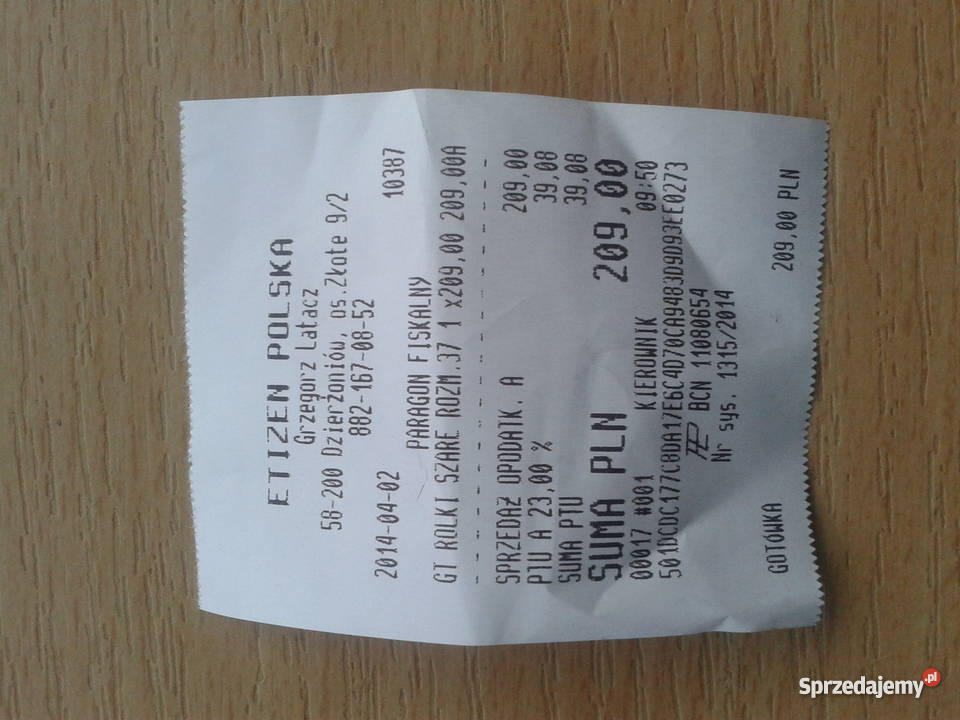 ETIZEN POLSKA
Grzegorz Latacz
58-200 Dzierżoniów, os.Złote 9/2
882-167-08-52
2014-04-02 10387
PARAGON FISKALNY
GT ROLKI SZARE ROZM.37 1 x209,00 209,00A
SPRZEDAŻ OPODATK. A 209,00
PTU A 23,00 % 39,08
SUMA PTU 39,08
SUMA PLN 209,00
00017 #001 KIEROWNIK 09:50
501DCDC177C8DA17E6C4D70CA9483D9D93EE0273
BCN 11080654
Nr sys. 1315/2014
GOTÓWKA 209,00 PLN
Sprzedajemy.pl